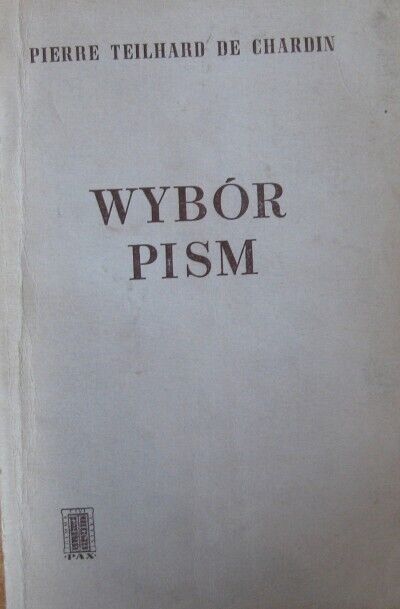 PIERRE TEILHARD DE CHARDIN
WYBÓR
PISM
PAX